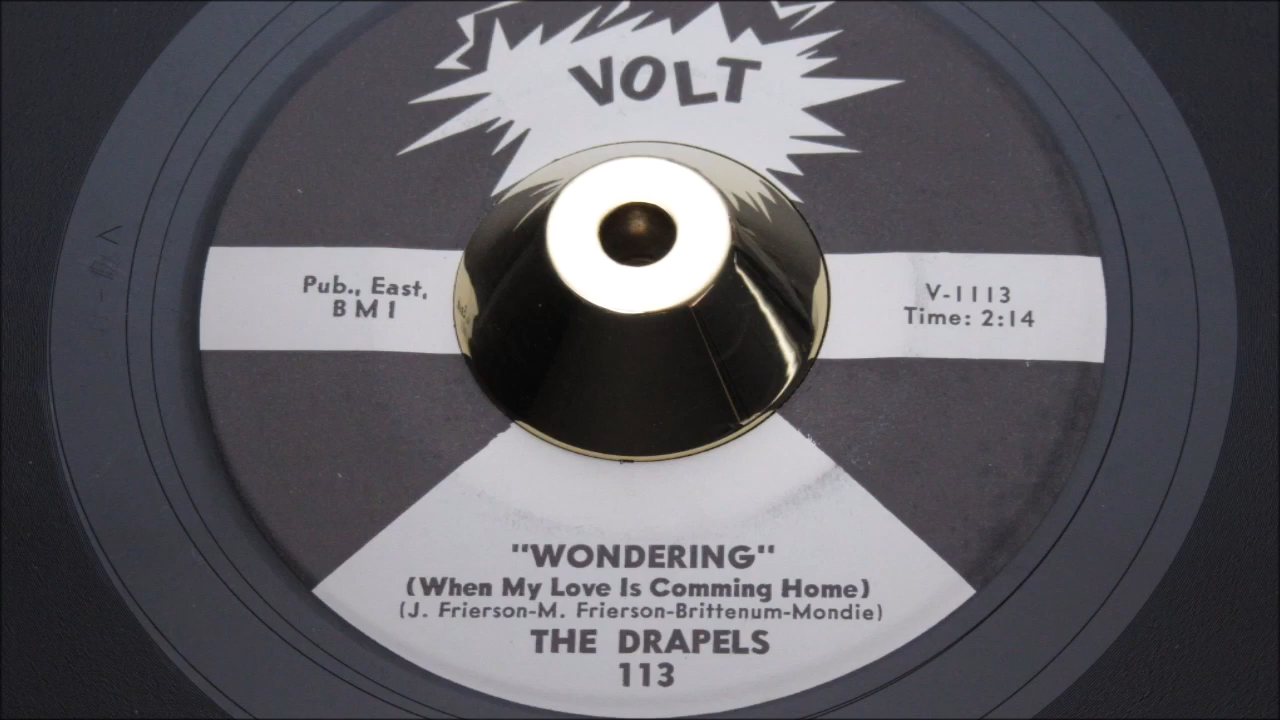 VOLT
Pub., East,
BMI
V-1113
Time: 2:14
"WONDERING"
(When My Love Is Comming Home)
(J. Frierson-M. Frierson-Brittenum-Mondie)
THE DRAPELS
113